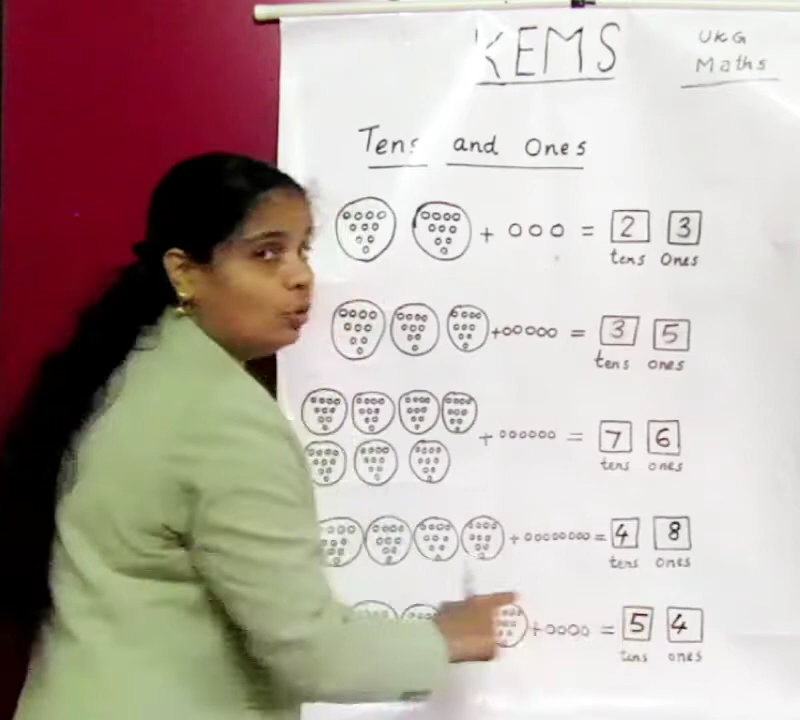 KEMS
UKG
Maths
Tens and Ones
+ = 2 3
tens Ones
+ = 3 5
tens ones
+ = 7 6
tens ones
+ = 4 8
tens ones
+ = 5 4
tens ones